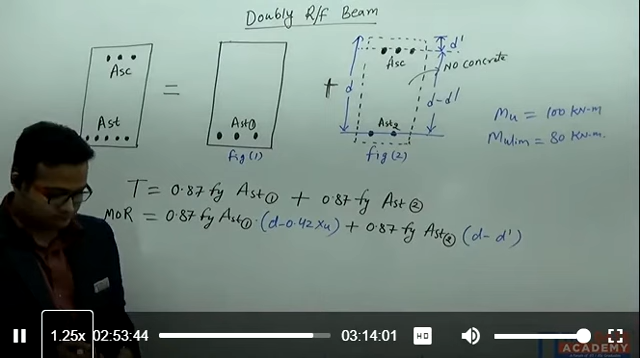 Doubly R/f Beam
Asc
Ast
=
Ast①
fig(1)
+
d
Asc
d'
d-d'
NO concrete
Ast2
fig(2)
Mu = 100 KN-m
Mulim = 80 KN-m.
T = 0.87 fy Ast① + 0.87 fy Ast②
MOR = 0.87 fy Ast①.(d-0.42 Xu) + 0.87 fy Ast② (d-d')
1.25x
02:53:44
03:14:01
HD
ACADEMY